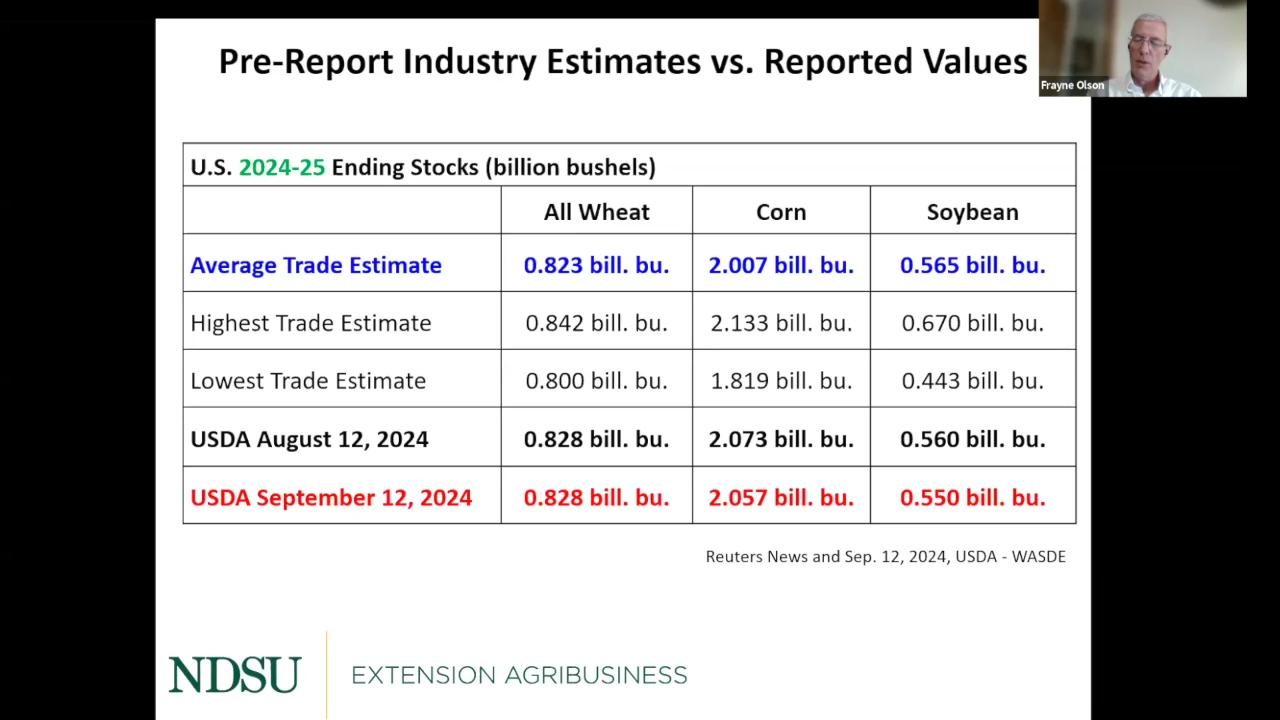 Pre-Report Industry Estimates vs. Reported Values
Frayne Olson
U.S. 2024-25 Ending Stocks (billion bushels)
All Wheat Corn Soybean
Average Trade Estimate 0.823 bill. bu. 2.007 bill. bu. 0.565 bill. bu.
Highest Trade Estimate 0.842 bill. bu. 2.133 bill. bu. 0.670 bill. bu.
Lowest Trade Estimate 0.800 bill. bu. 1.819 bill. bu. 0.443 bill. bu.
USDA August 12, 2024 0.828 bill. bu. 2.073 bill. bu. 0.560 bill. bu.
USDA September 12, 2024 0.828 bill. bu. 2.057 bill. bu. 0.550 bill. bu.
Reuters News and Sep. 12, 2024, USDA - WASDE
NDSU EXTENSION AGRIBUSINESS